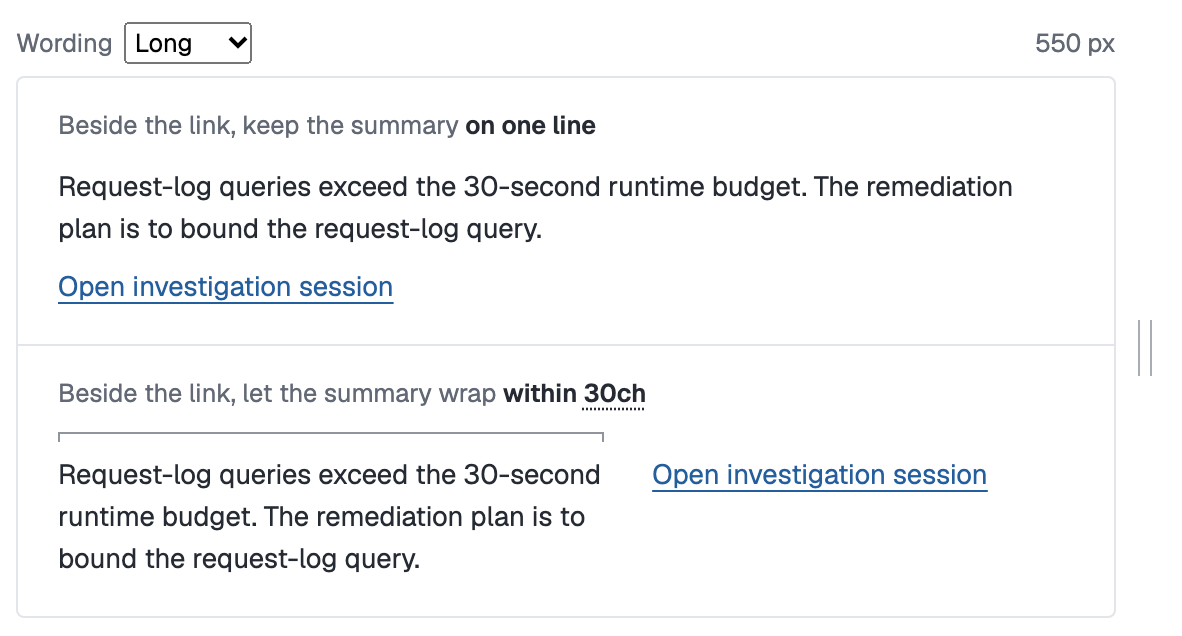 Wording Long 550 px
Beside the link, keep the summary on one line
Request-log queries exceed the 30-second runtime budget. The remediation
plan is to bound the request-log query.
Open investigation session
Beside the link, let the summary wrap within 30ch
Request-log queries exceed the 30-second Open investigation session
runtime budget. The remediation plan is to
bound the request-log query.